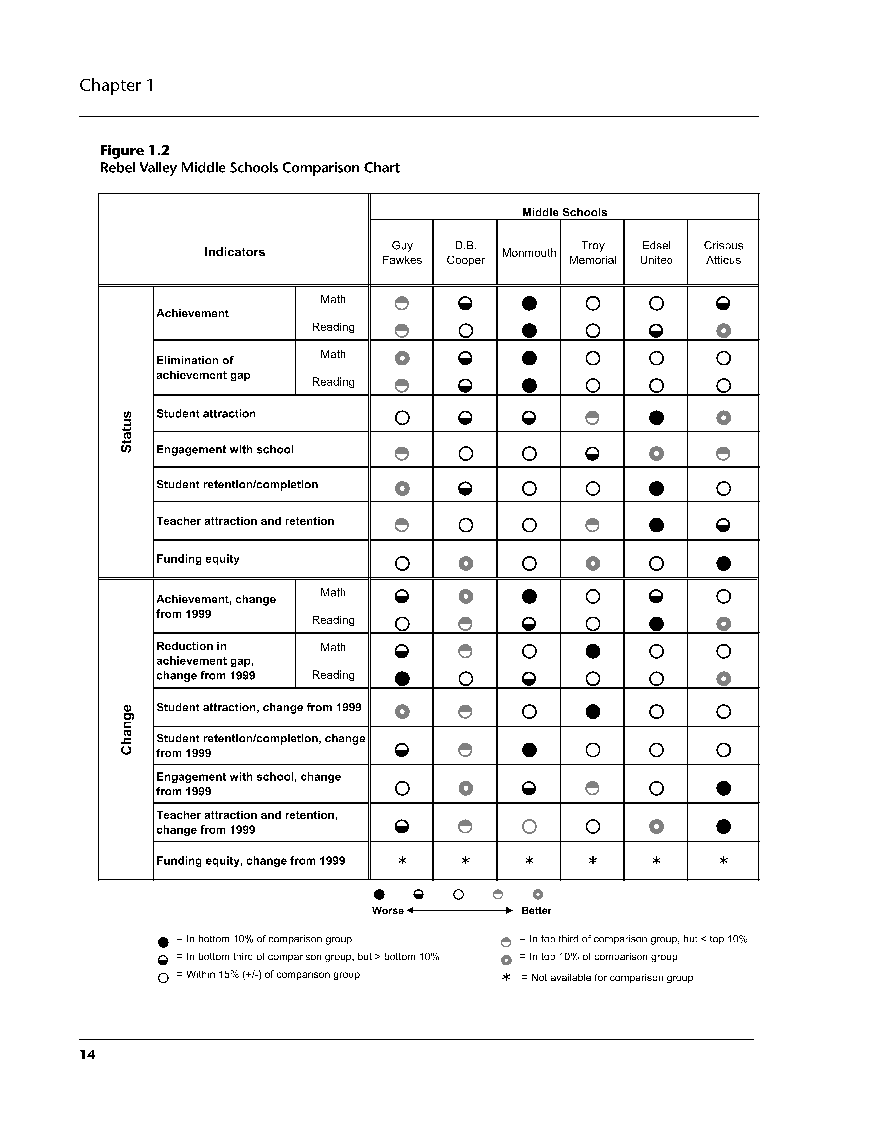 Chapter 1
Figure 1.2
Rebel Valley Middle Schools Comparison Chart
Middle Schools
Indicators
Guy Fawkes
D.B. Cooper
Monmouth
Troy Memorial
Edsel United
Crispus Atticus
Status
Achievement
Math
Reading
Elimination of
achievement gap
Math
Reading
Student attraction
Engagement with school
Student retention/completion
Teacher attraction and retention
Funding equity
Change
Achievement, change
from 1999
Math
Reading
Reduction in
achievement gap,
change from 1999
Math
Reading
Student attraction, change from 1999
Student retention/completion, change
from 1999
Engagement with school, change
from 1999
Teacher attraction and retention,
change from 1999
Funding equity, change from 1999
* * * * * *
Worse Better
= In bottom 10% of comparison group
= In bottom third of comparison group, but > bottom 10%
= Within 15% (+/-) of comparison group
= In top third of comparison group, but < top 10%
= In top 10% of comparison group
* = Not available for comparison group
14